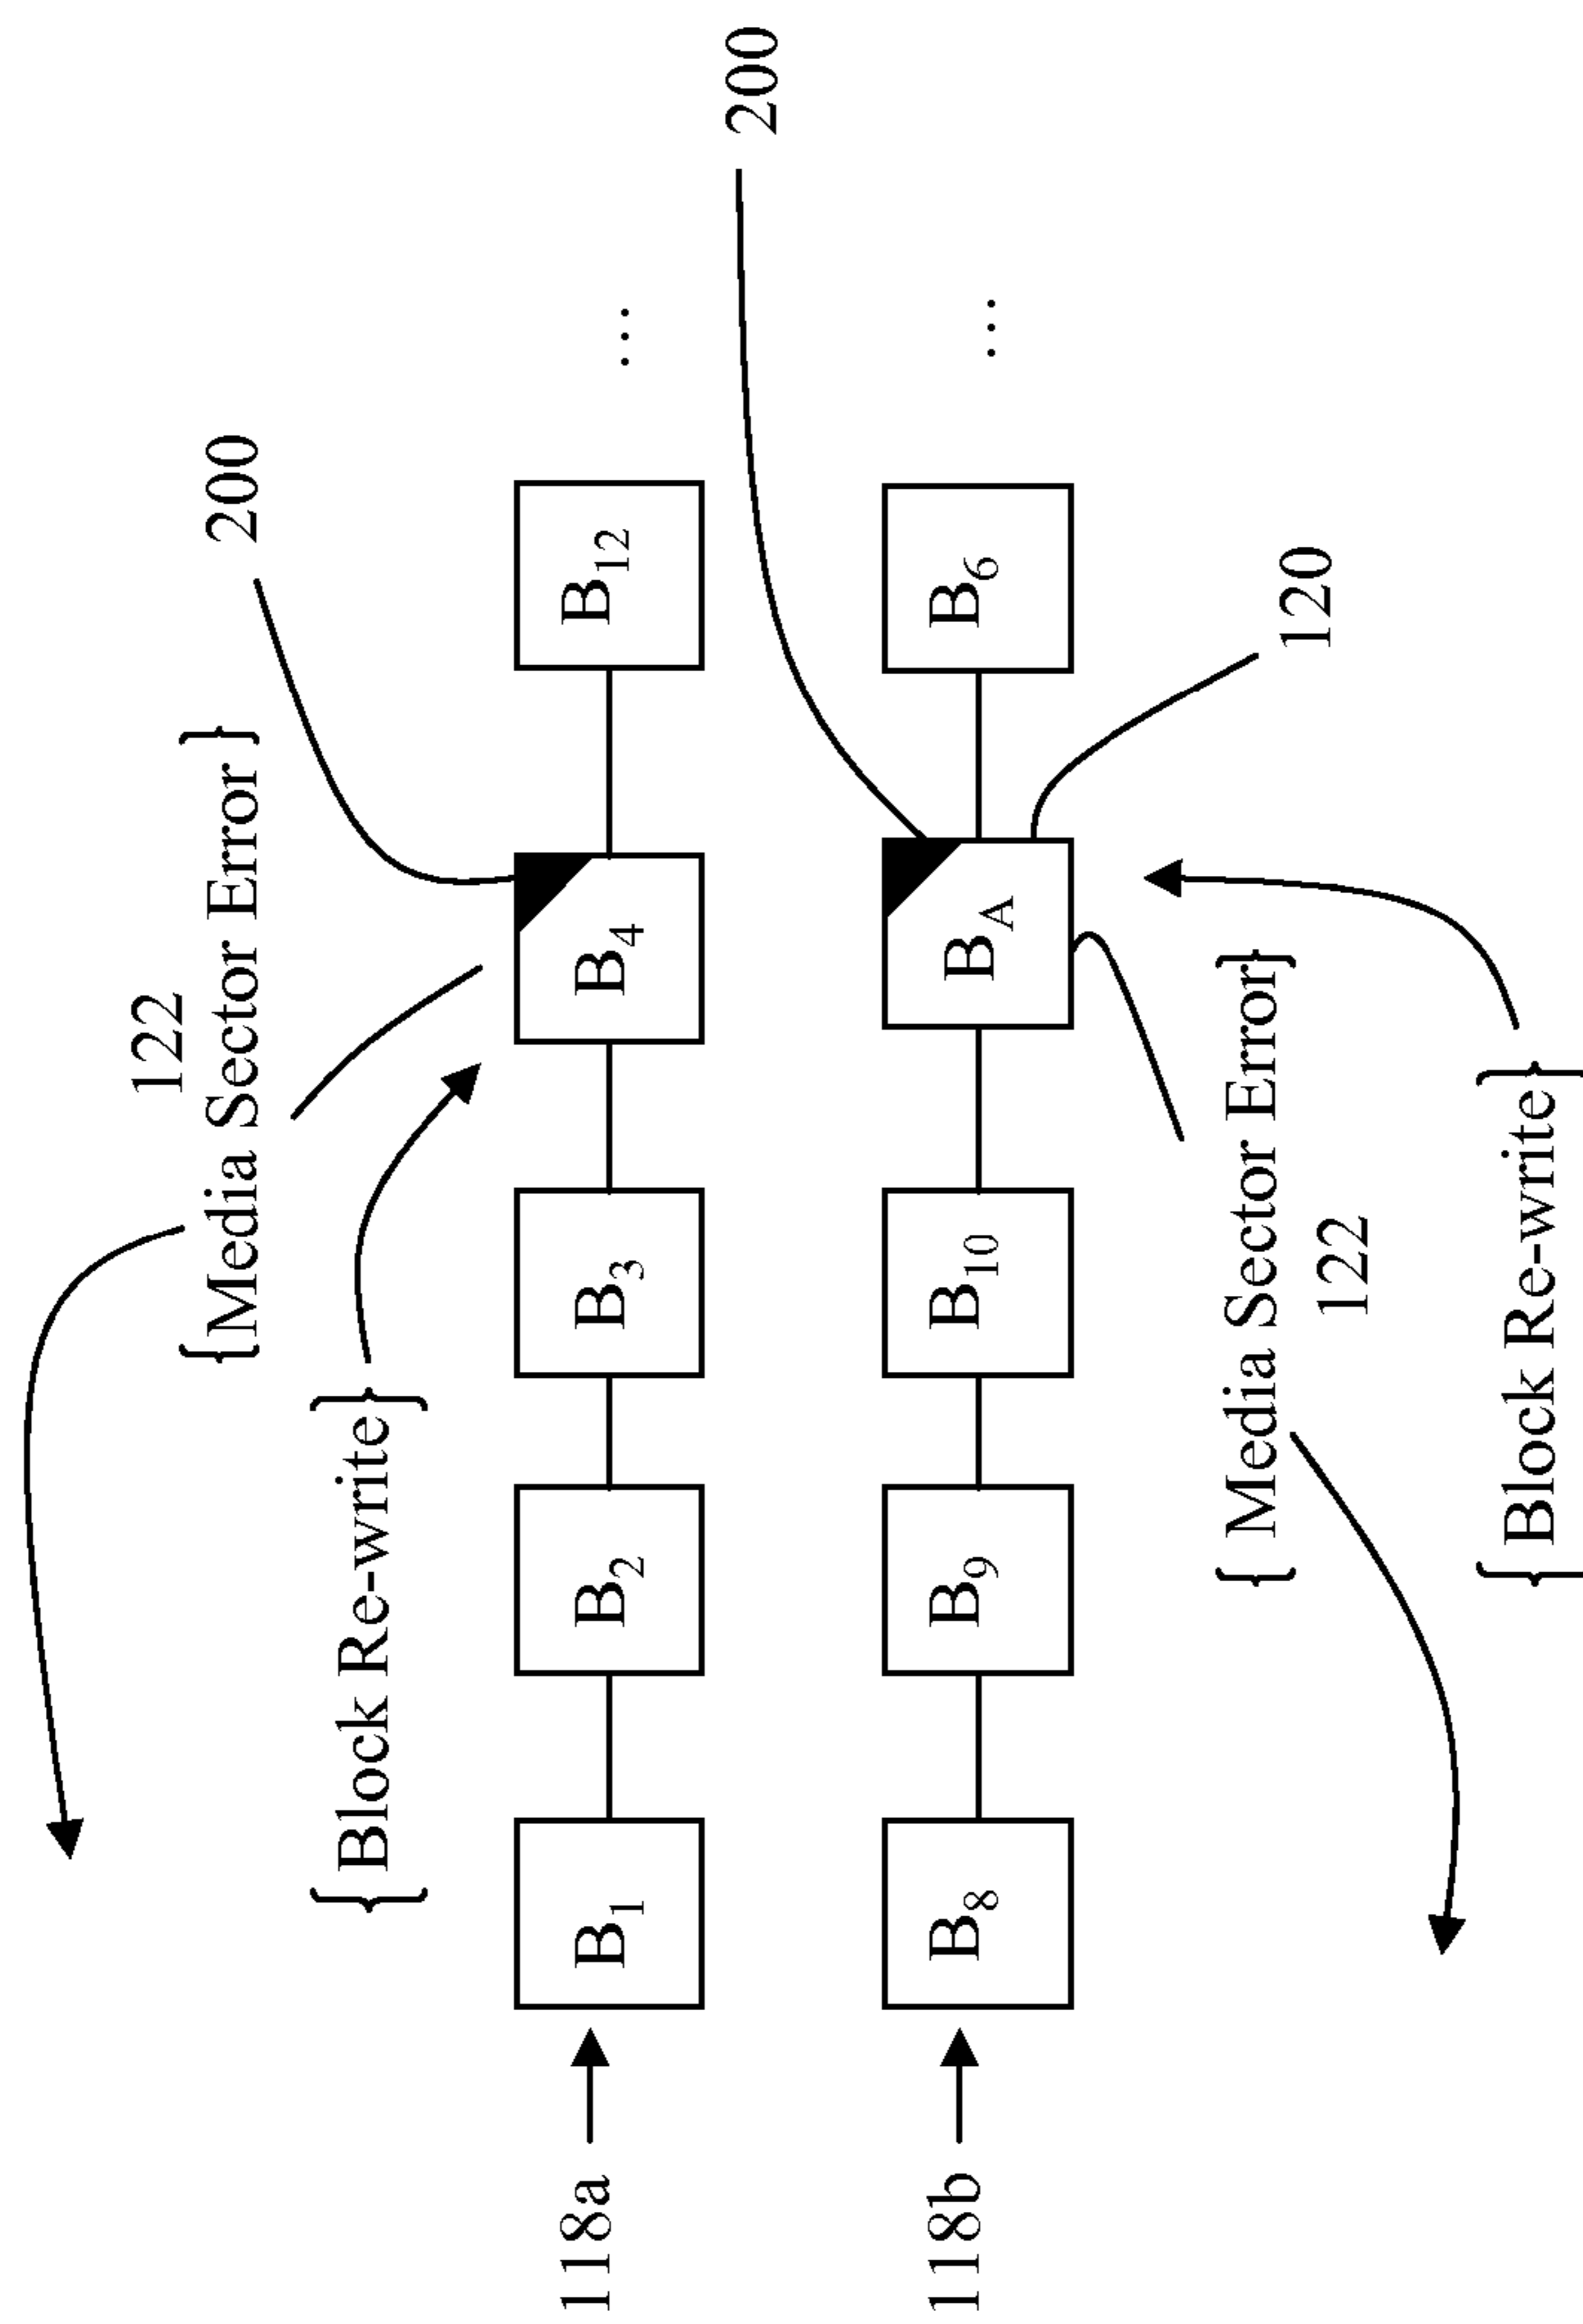 122
{Media Sector Error}
200
{Block Re-write}
118a
B1
B2
B3
B4
B12
...
200
118b
B8
B9
B10
BA
B6
...
{Media Sector Error}
122
120
{Block Re-write}